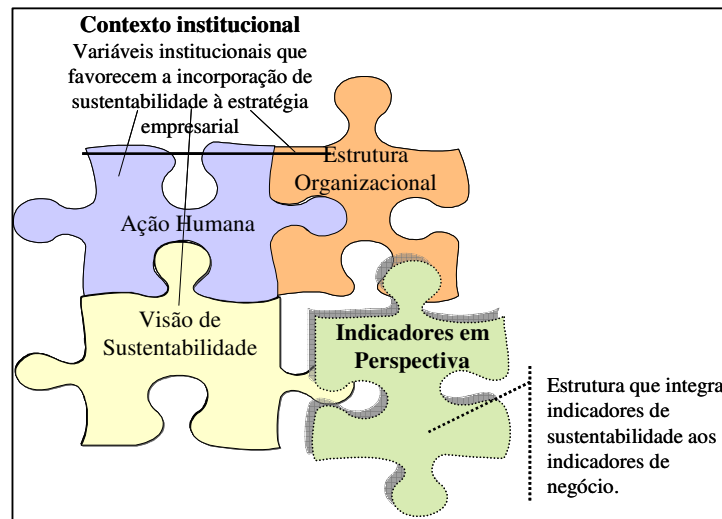 Contexto institucional
Variáveis institucionais que
favorecem a incorporação de
sustentabilidade à estratégia
empresarial
Estrutura
Organizacional
Ação Humana
Visão de
Sustentabilidade
Indicadores em
Perspectiva
Estrutura que integra
indicadores de
sustentabilidade aos
indicadores de
negócio.